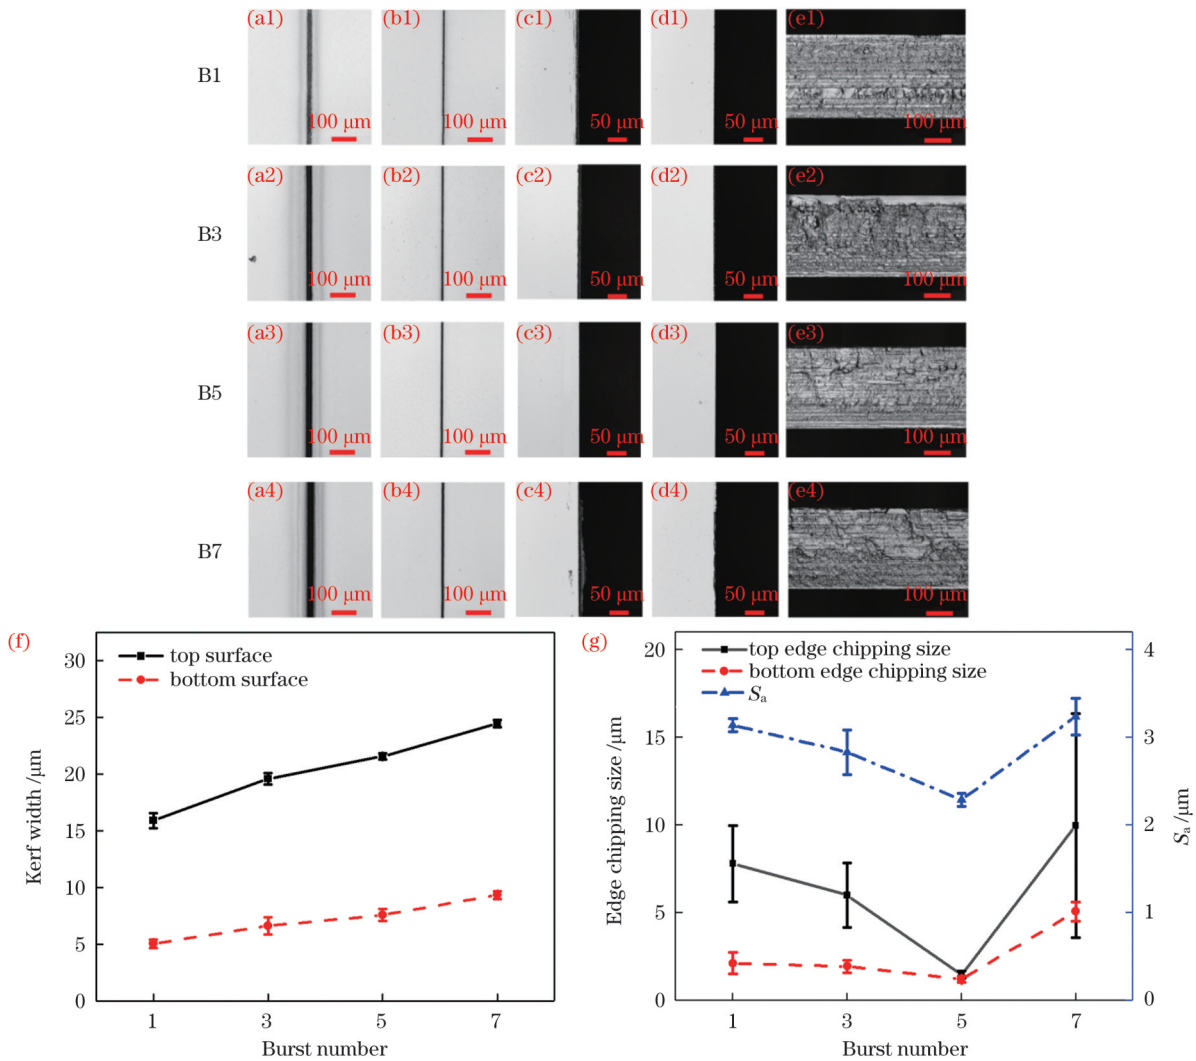 (a1) (b1) (c1) (d1) (e1)
B1
100 μm 100 μm 50 μm 50 μm 100 μm
(a2) (b2) (c2) (d2) (e2)
B3
100 μm 100 μm 50 μm 50 μm 100 μm
(a3) (b3) (c3) (d3) (e3)
B5
100 μm 100 μm 50 μm 50 μm 100 μm
(a4) (b4) (c4) (d4) (e4)
B7
100 μm 100 μm 50 μm 50 μm 100 μm
(f)
top surface
bottom surface
Kerf width /μm
30
25
20
15
10
5
0
1 3 5 7
Burst number
(g)
top edge chipping size
bottom edge chipping size
Sa
Edge chipping size /μm
20
15
10
5
0
4
3
2
1
0
Sa /μm
1 3 5 7
Burst number